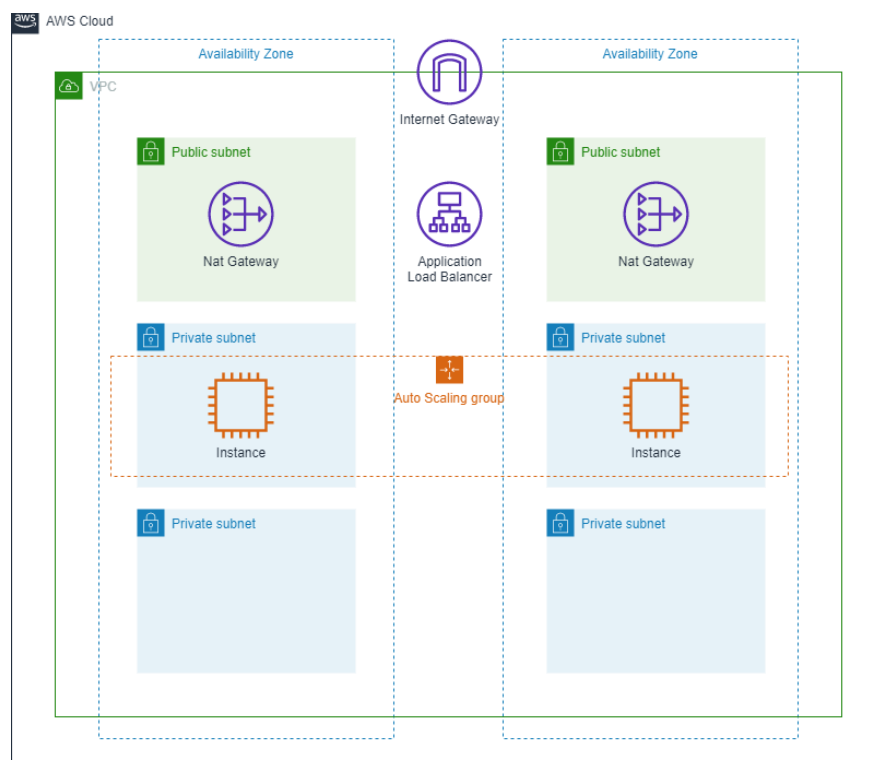 aws
AWS Cloud
Availability Zone
Availability Zone
VPC
Internet Gateway
Public subnet
Public subnet
Nat Gateway
Application
Load Balancer
Nat Gateway
Private subnet
Private subnet
Auto Scaling group
Instance
Instance
Private subnet
Private subnet